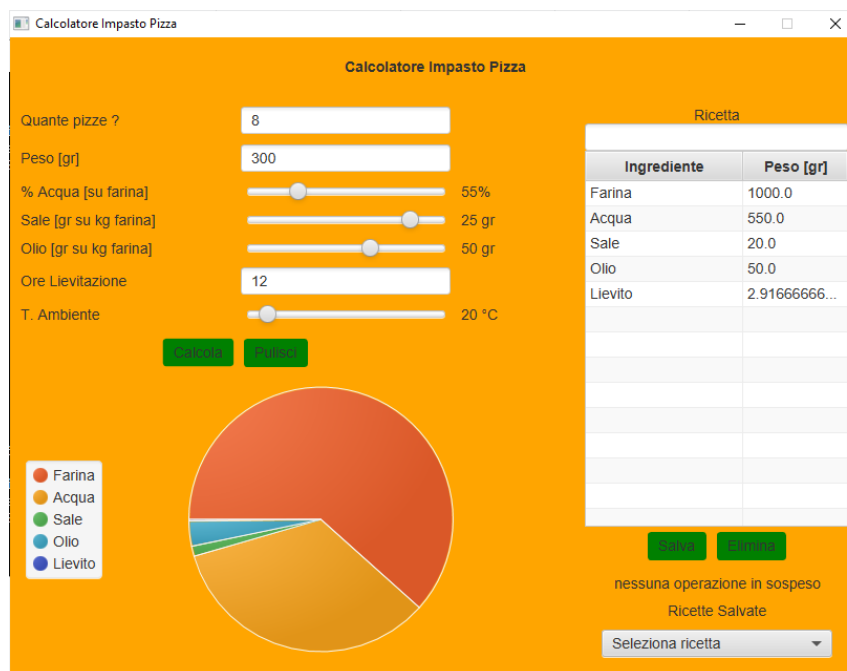 Calcolatore Impasto Pizza
Calcolatore Impasto Pizza
Quante pizze ?
8
Peso [gr]
300
% Acqua [su farina]
55%
Sale [gr su kg farina]
25 gr
Olio [gr su kg farina]
50 gr
Ore Lievitazione
12
T. Ambiente
20 °C
Calcola
Pulisci
Farina
Acqua
Sale
Olio
Lievito
Ricetta
Ingrediente Peso [gr]
Farina 1000.0
Acqua 550.0
Sale 20.0
Olio 50.0
Lievito 2.91666666...
Salva
Elimina
nessuna operazione in sospeso
Ricette Salvate
Seleziona ricetta